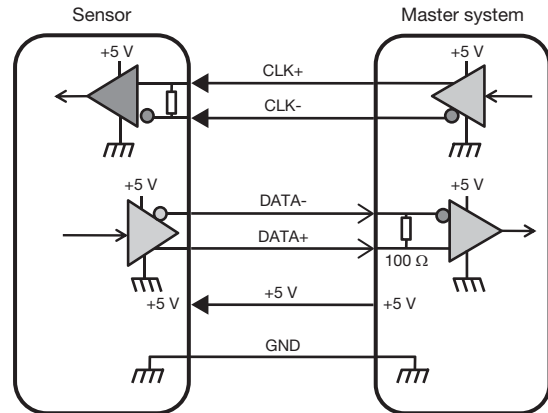 Sensor
Master system
+5 V
CLK+
+5 V
CLK-
+5 V
DATA-
+5 V
DATA+
100 Ω
+5 V
+5 V
+5 V
GND